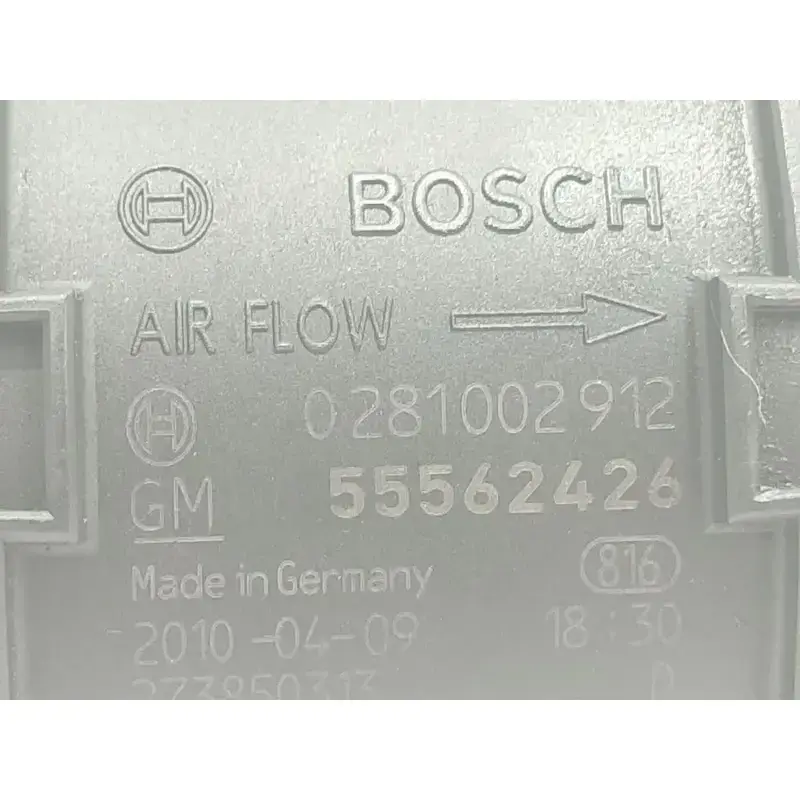 BOSCH
AIR FLOW
0281002912
GM 55562426
Made in Germany 816
2010-04-09 18:30